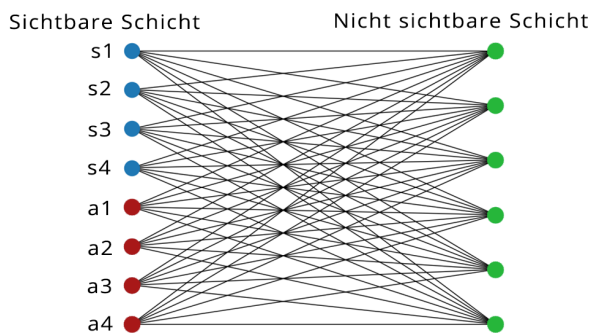 Sichtbare Schicht
Nicht sichtbare Schicht
s1
s2
s3
s4
a1
a2
a3
a4